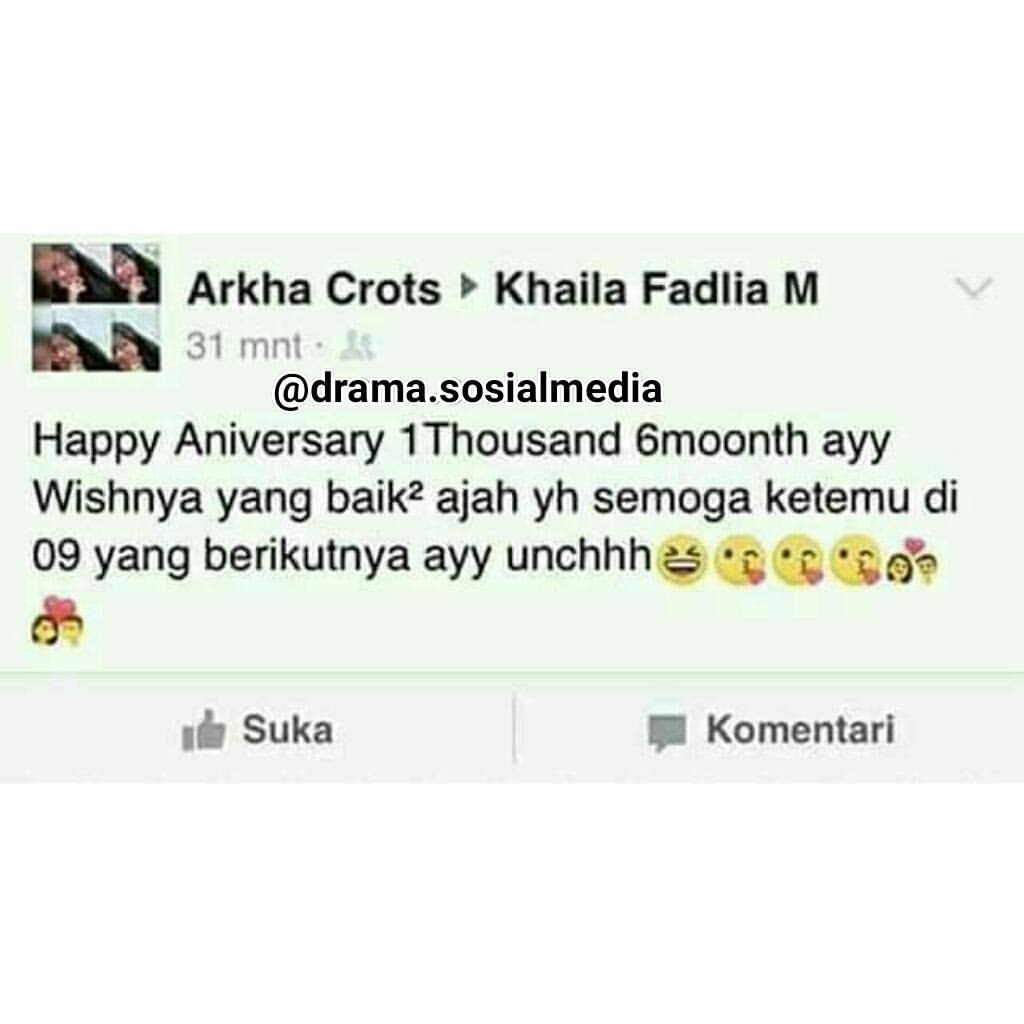 Arkha Crots ▸ Khaila Fadlia M
31 mnt ·
@drama.sosialmedia
Happy Aniversary 1Thousand 6moonth ayy
Wishnya yang baik² ajah yh semoga ketemu di
09 yang berikutnya ayy unchhh😆😘😘😘💑
💑
Suka
Komentari